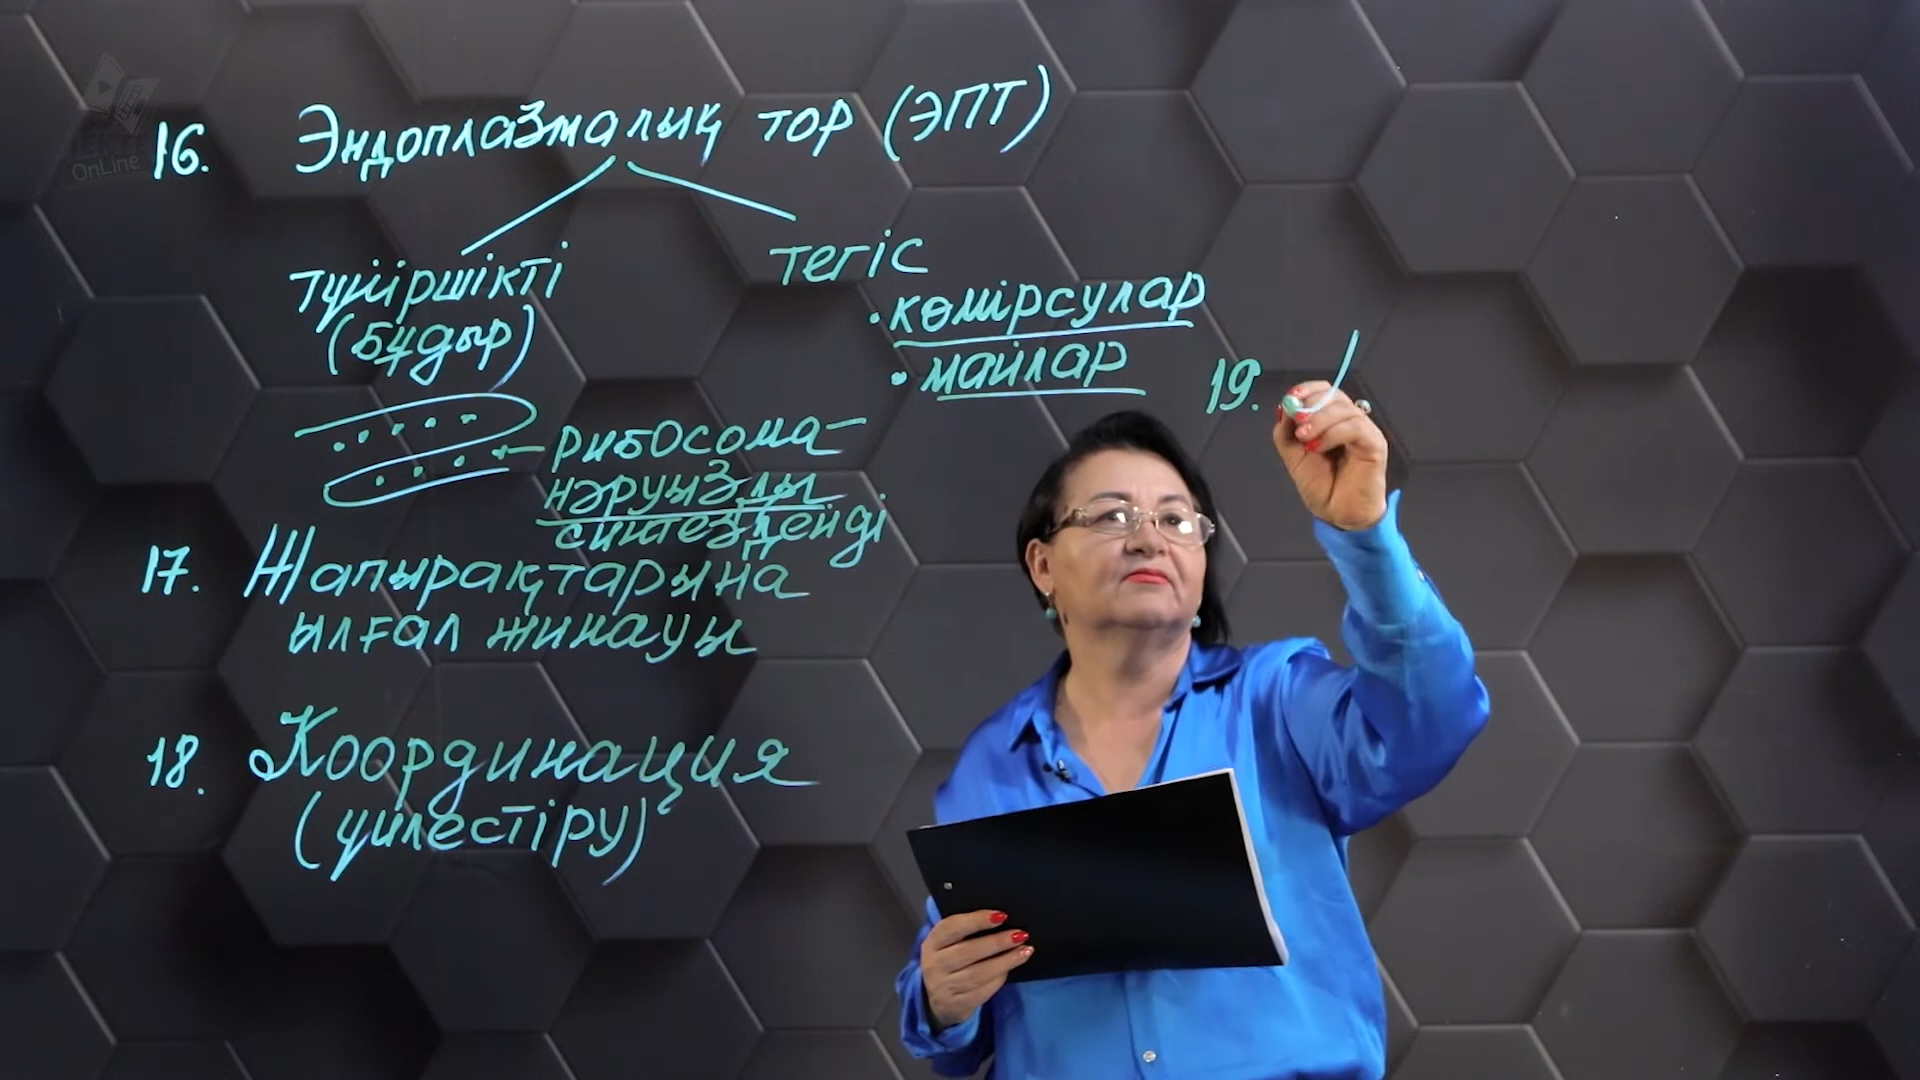 16. Эндоплазмалық тор (ЭПТ)
түйіршікті
(бұдыр)
тегіс
• көмірсулар
• майлар
рибосома –
нәруызды
синтездейді
17. Жапырақтарына
ылғал жинауы
18. Координация
(үйлестіру)
19.
OnLine